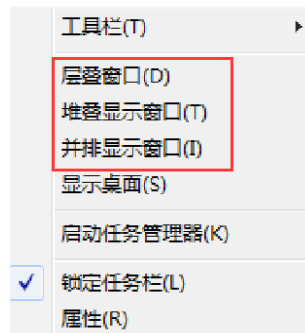 工具栏(T)
层叠窗口(D)
堆叠显示窗口(T)
并排显示窗口(I)
显示桌面(S)
启动任务管理器(K)
锁定任务栏(L)
属性(R)